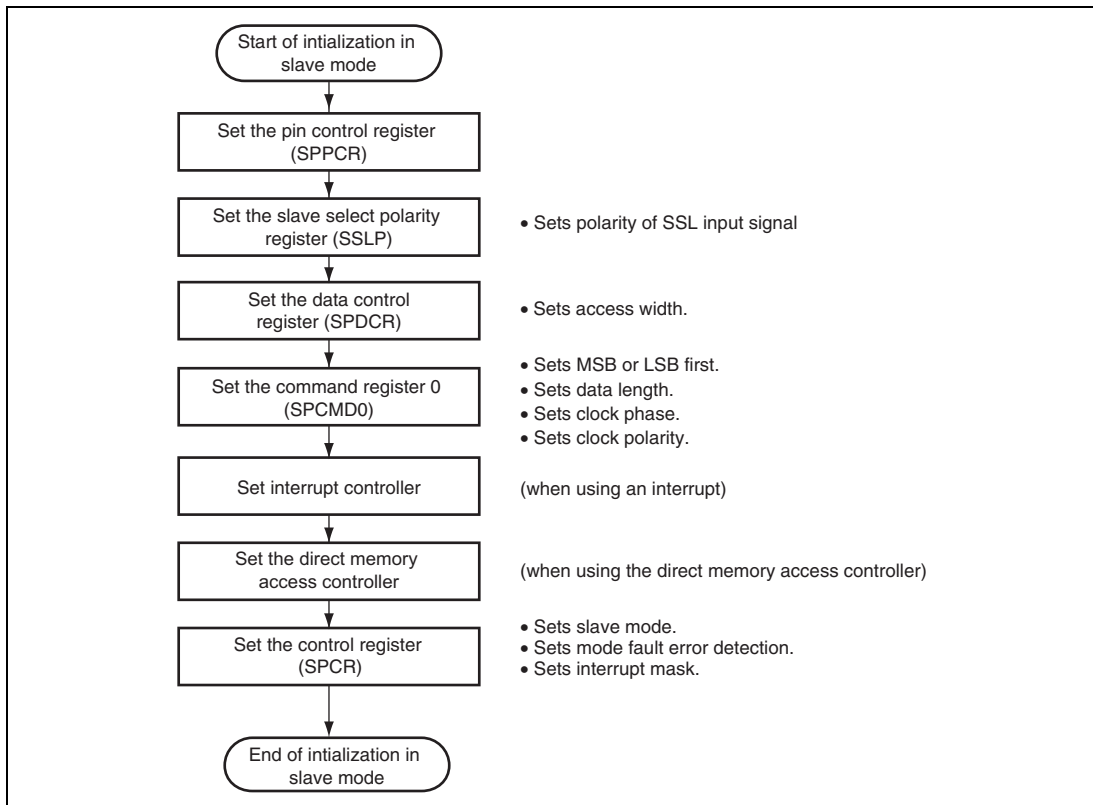 Start of intialization in
slave mode
Set the pin control register
(SPPCR)
Set the slave select polarity
register (SSLP)
• Sets polarity of SSL input signal
Set the data control
register (SPDCR)
• Sets access width.
Set the command register 0
(SPCMD0)
• Sets MSB or LSB first.
• Sets data length.
• Sets clock phase.
• Sets clock polarity.
Set interrupt controller
(when using an interrupt)
Set the direct memory
access controller
(when using the direct memory access controller)
Set the control register
(SPCR)
• Sets slave mode.
• Sets mode fault error detection.
• Sets interrupt mask.
End of intialization in
slave mode